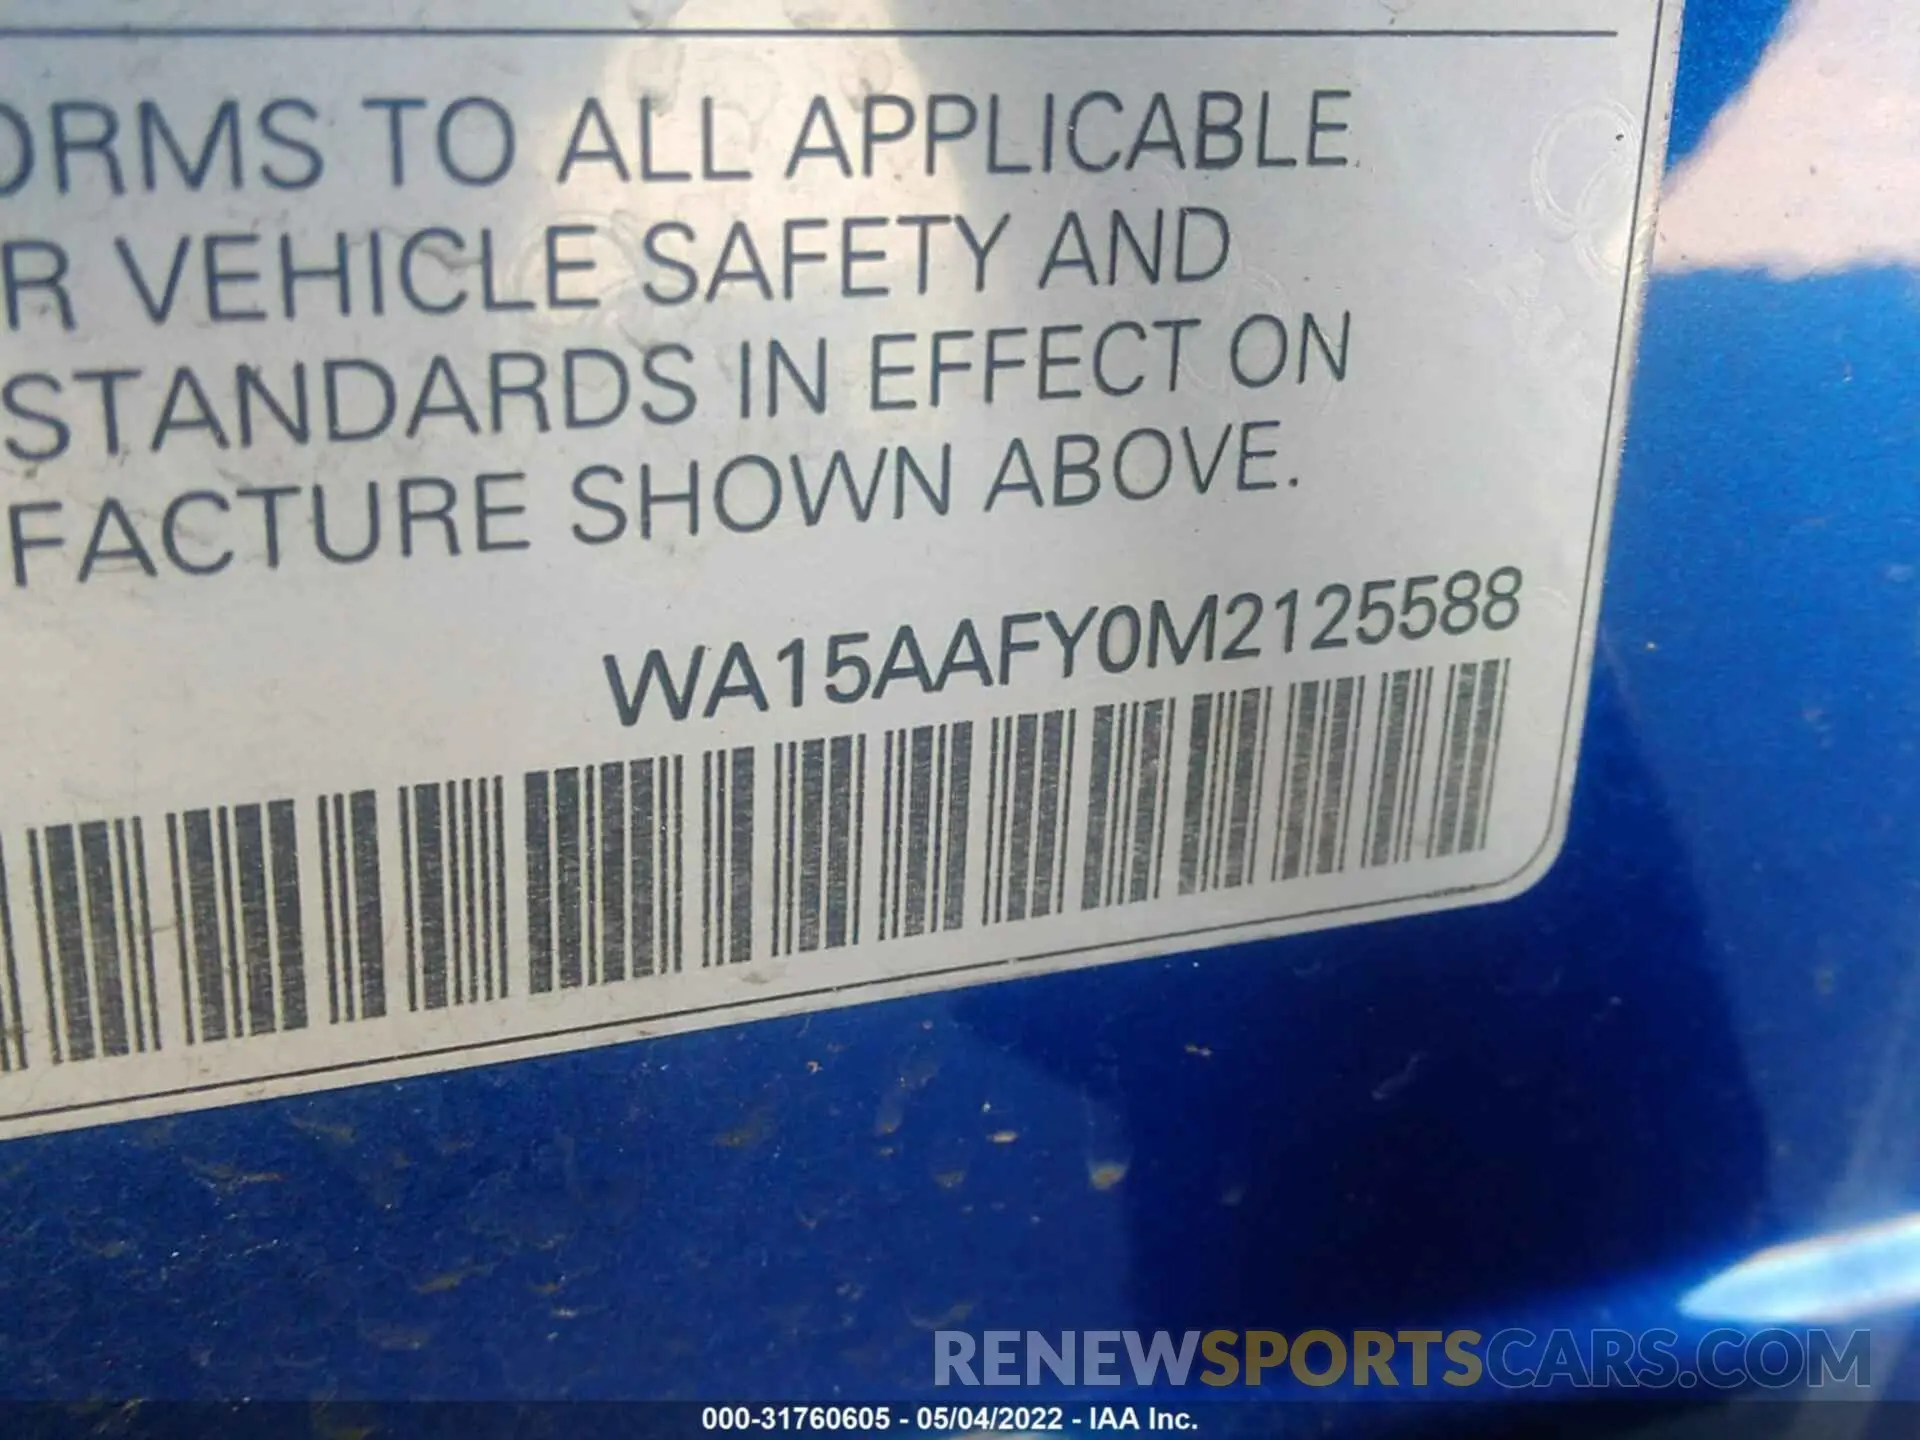 ORMS TO ALL APPLICABLE
R VEHICLE SAFETY AND
STANDARDS IN EFFECT ON
FACTURE SHOWN ABOVE.
WA15AAFY0M2125588
RENEWSPORTSCARS.COM
000-31760605 - 05/04/2022 - IAA Inc.